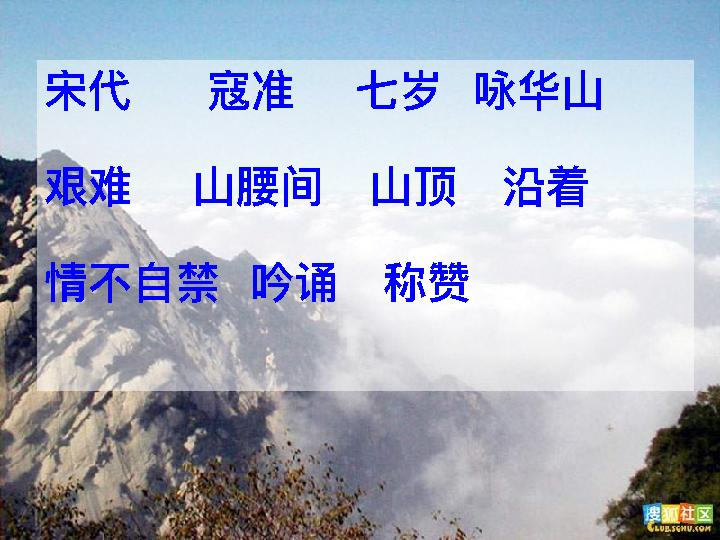 宋代 寇准 七岁 咏华山
艰难 山腰间 山顶 沿着
情不自禁 吟诵 称赞
搜狐社区
CLUB.SOHU.COM